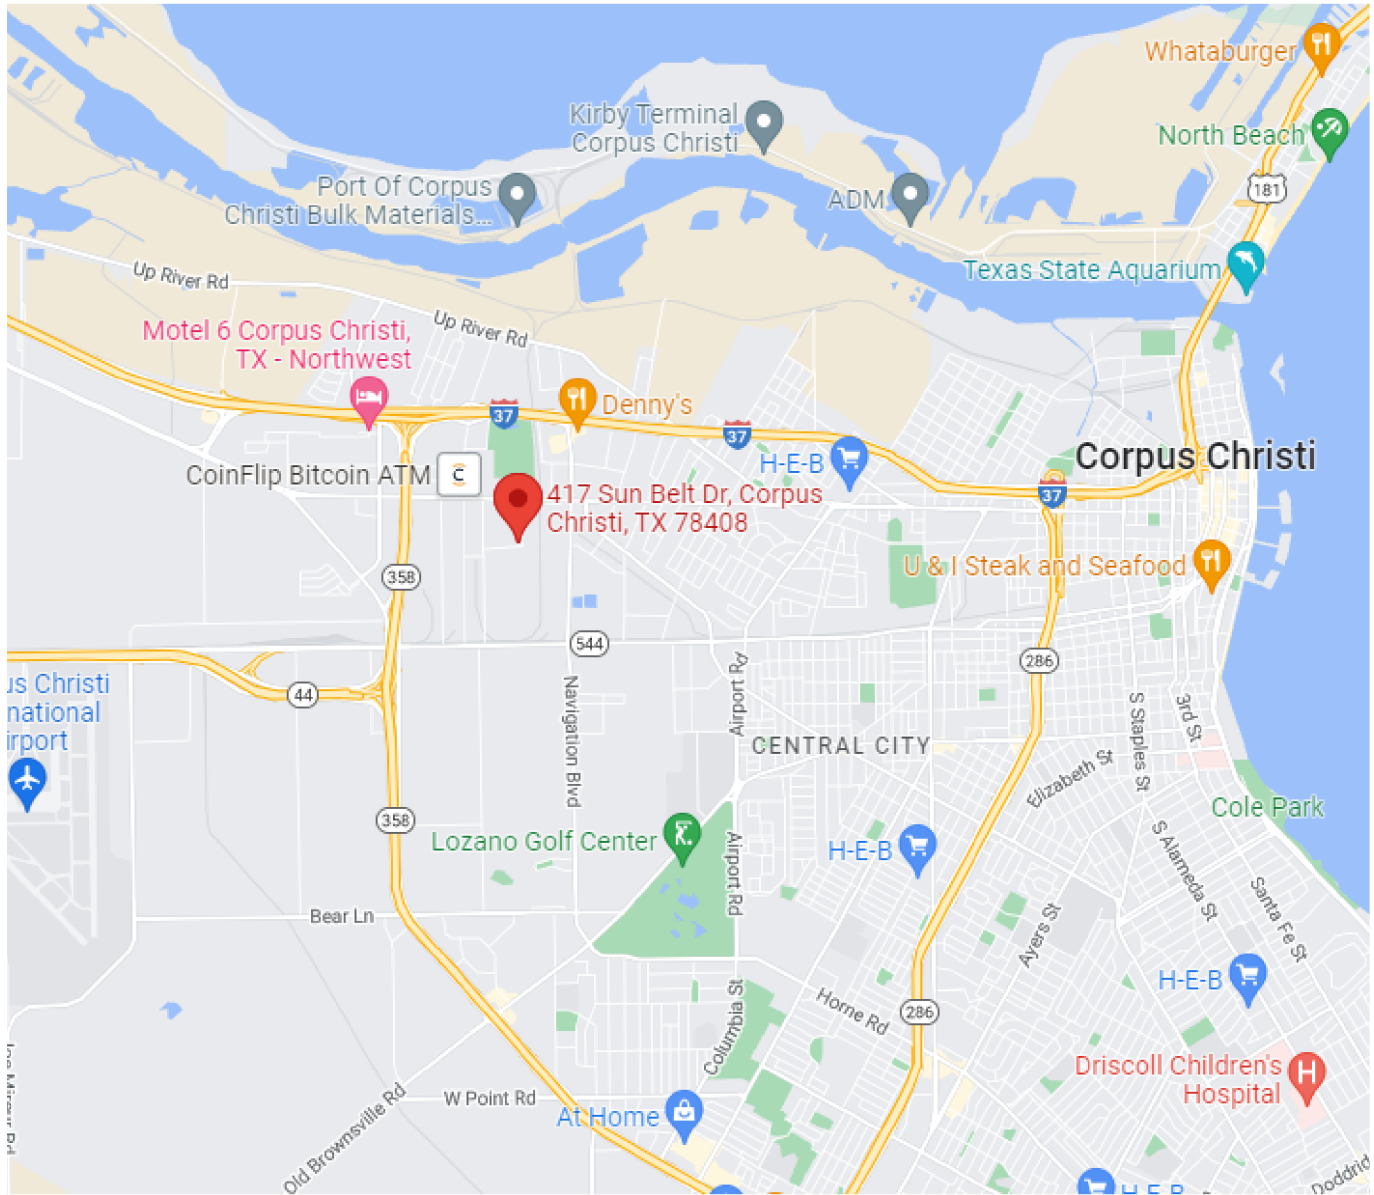 Whataburger
Kirby Terminal
Corpus Christi
North Beach
Port Of Corpus
Christi Bulk Materials...
ADM
181
Texas State Aquarium
Up River Rd
Up River Rd
Motel 6 Corpus Christi,
TX - Northwest
37
Denny's
37
H-E-B
Corpus Christi
CoinFlip Bitcoin ATM
C
37
417 Sun Belt Dr, Corpus
Christi, TX 78408
U & I Steak and Seafood
358
544
286
us Christi
national
irport
44
Navigation Blvd
Airport Rd
S Staples St
3rd St
CENTRAL CITY
Elizabeth St
Cole Park
358
Lozano Golf Center
H-E-B
Airport Rd
S Alameda St
Santa Fe St
Bear Ln
Ayers St
H-E-B
Columbia St
Horne Rd
286
Driscoll Children's
Hospital
H
W Point Rd
At Home
Old Brownsville Rd
H-E-B
Doddrid